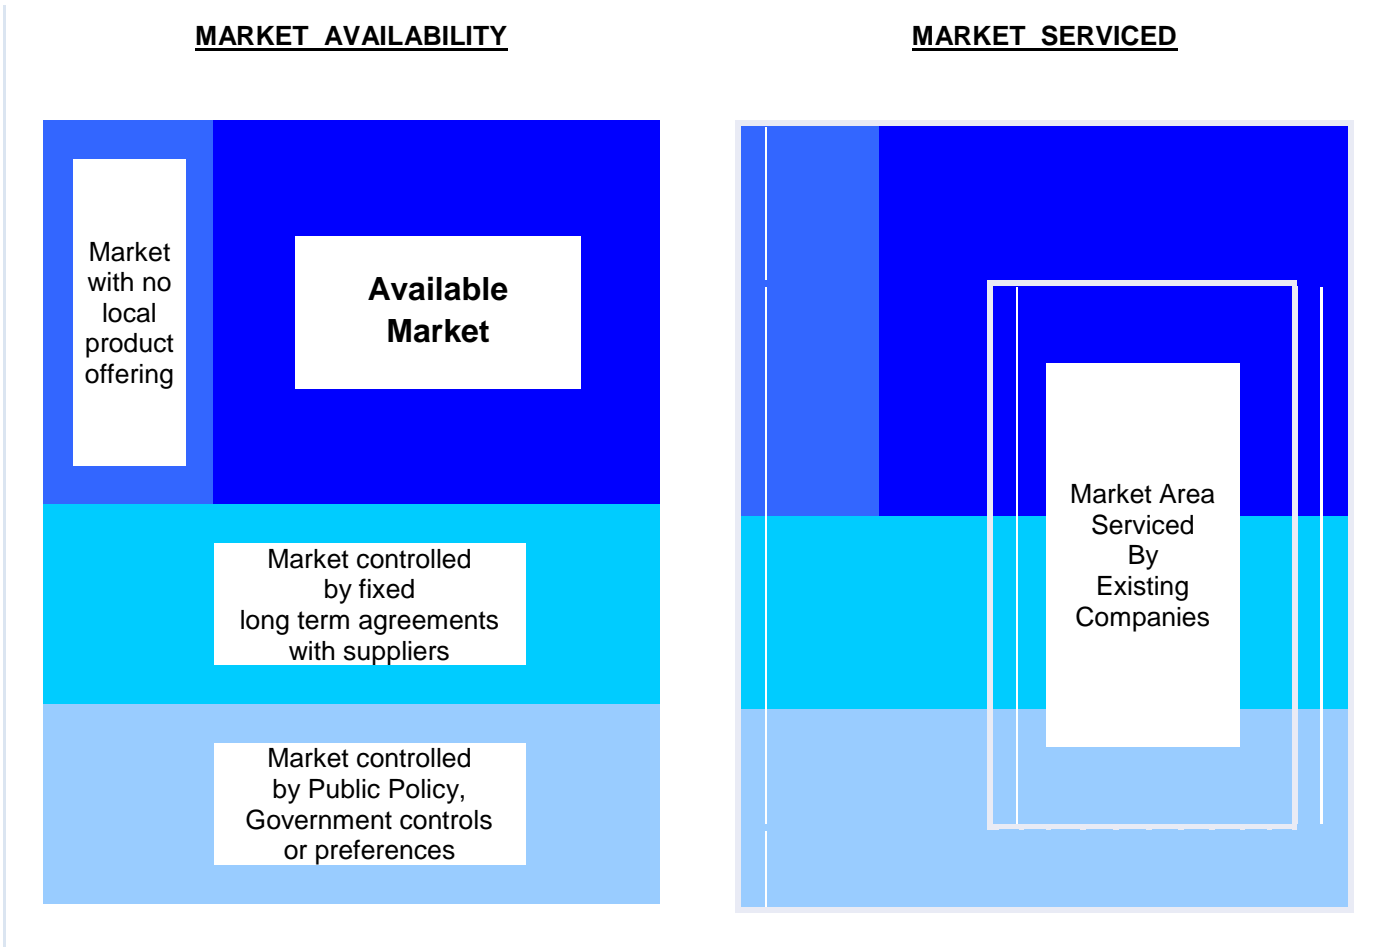 MARKET AVAILABILITY
MARKET SERVICED
Market
with no
local
product
offering
Available
Market
Market controlled
by fixed
long term agreements
with suppliers
Market controlled
by Public Policy,
Government controls
or preferences
Market Area
Serviced
By
Existing
Companies